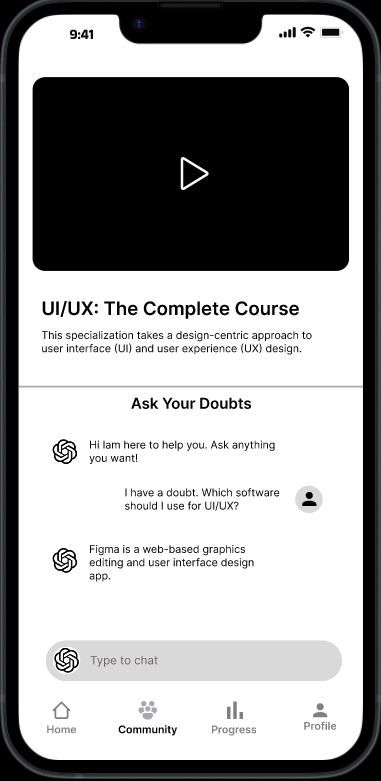 9:41
UI/UX: The Complete Course
This specialization takes a design-centric approach to
user interface (UI) and user experience (UX) design.
Ask Your Doubts
Hi Iam here to help you. Ask anything
you want!
I have a doubt. Which software
should I use for UI/UX?
Figma is a web-based graphics
editing and user interface design
app.
Type to chat
Home
Community
Progress
Profile